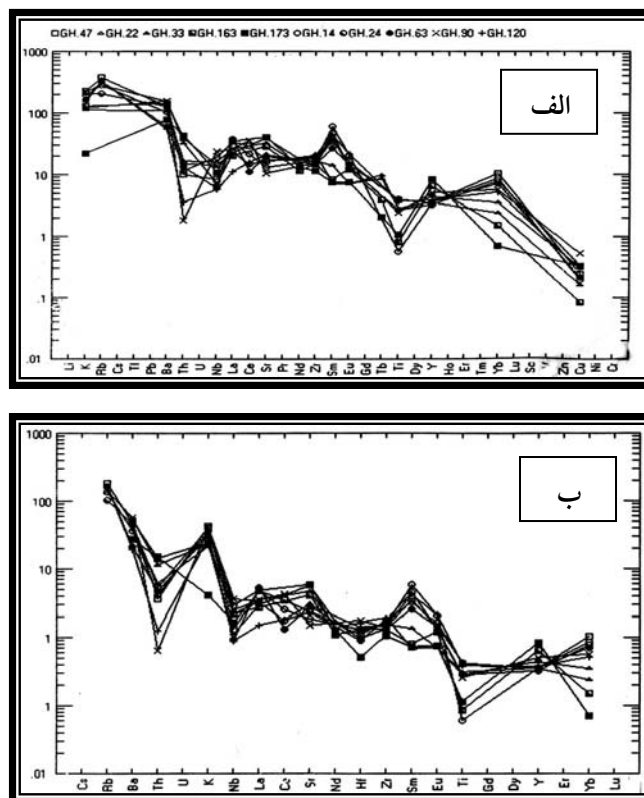 □GH.47 ▵GH.22 ▴GH.33 ◩GH.163 ■GH.173 ○GH.14 ◍GH.24 ●GH.63 ×GH.90 +GH.120
الف
1000
100
10
1
.1
.01
Li K Rb Cs Tl Pb Ba Th U Nb La Ce Sr Pr Nd Zr Sm Eu Gd Tb Ti Dy Y Ho Er Tm Yb Lu Sc V Zn Cu Ni Cr
ب
1000
100
10
1
.1
.01
Cs Rb Ba Th U K Nb La Ce Sr Nd Hf Zr Sm Eu Ti Gd Dy Y Er Yb Lu